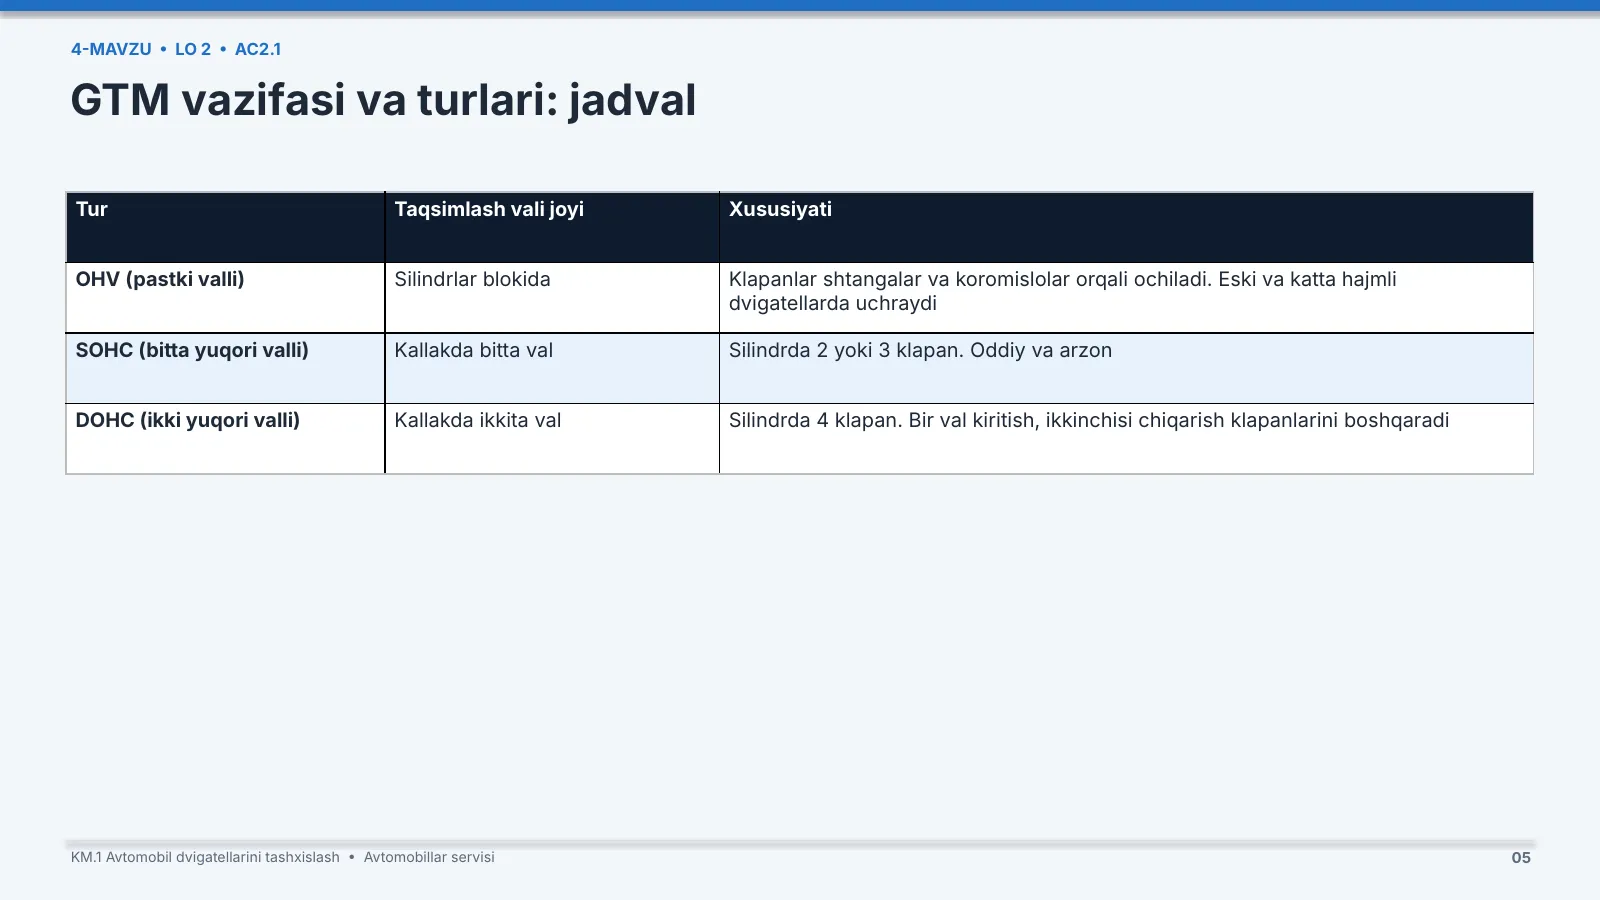 4-MAVZU • LO 2 • AC2.1
GTM vazifasi va turlari: jadval
Tur
Taqsimlash vali joyi
Xususiyati
OHV (pastki valli)
Silindrlar blokida
Klapanlar shtangalar va koromislolar orqali ochiladi. Eski va katta hajmli
dvigatellarda uchraydi
SOHC (bitta yuqori valli)
Kallakda bitta val
Silindrda 2 yoki 3 klapan. Oddiy va arzon
DOHC (ikki yuqori valli)
Kallakda ikkita val
Silindrda 4 klapan. Bir val kiritish, ikkinchisi chiqarish klapanlarini boshqaradi
KM.1 Avtomobil dvigatellarini tashxislash • Avtomobillar servisi
05